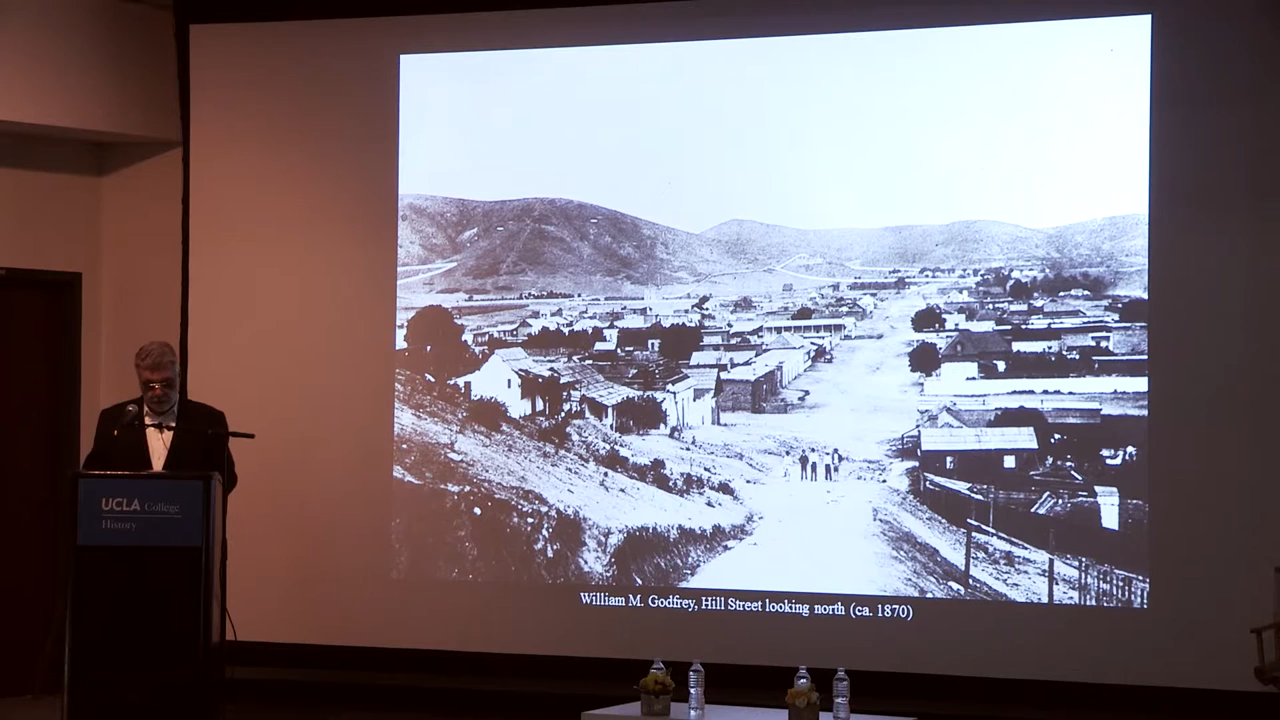 UCLA College
History
William M. Godfrey, Hill Street looking north (ca. 1870)